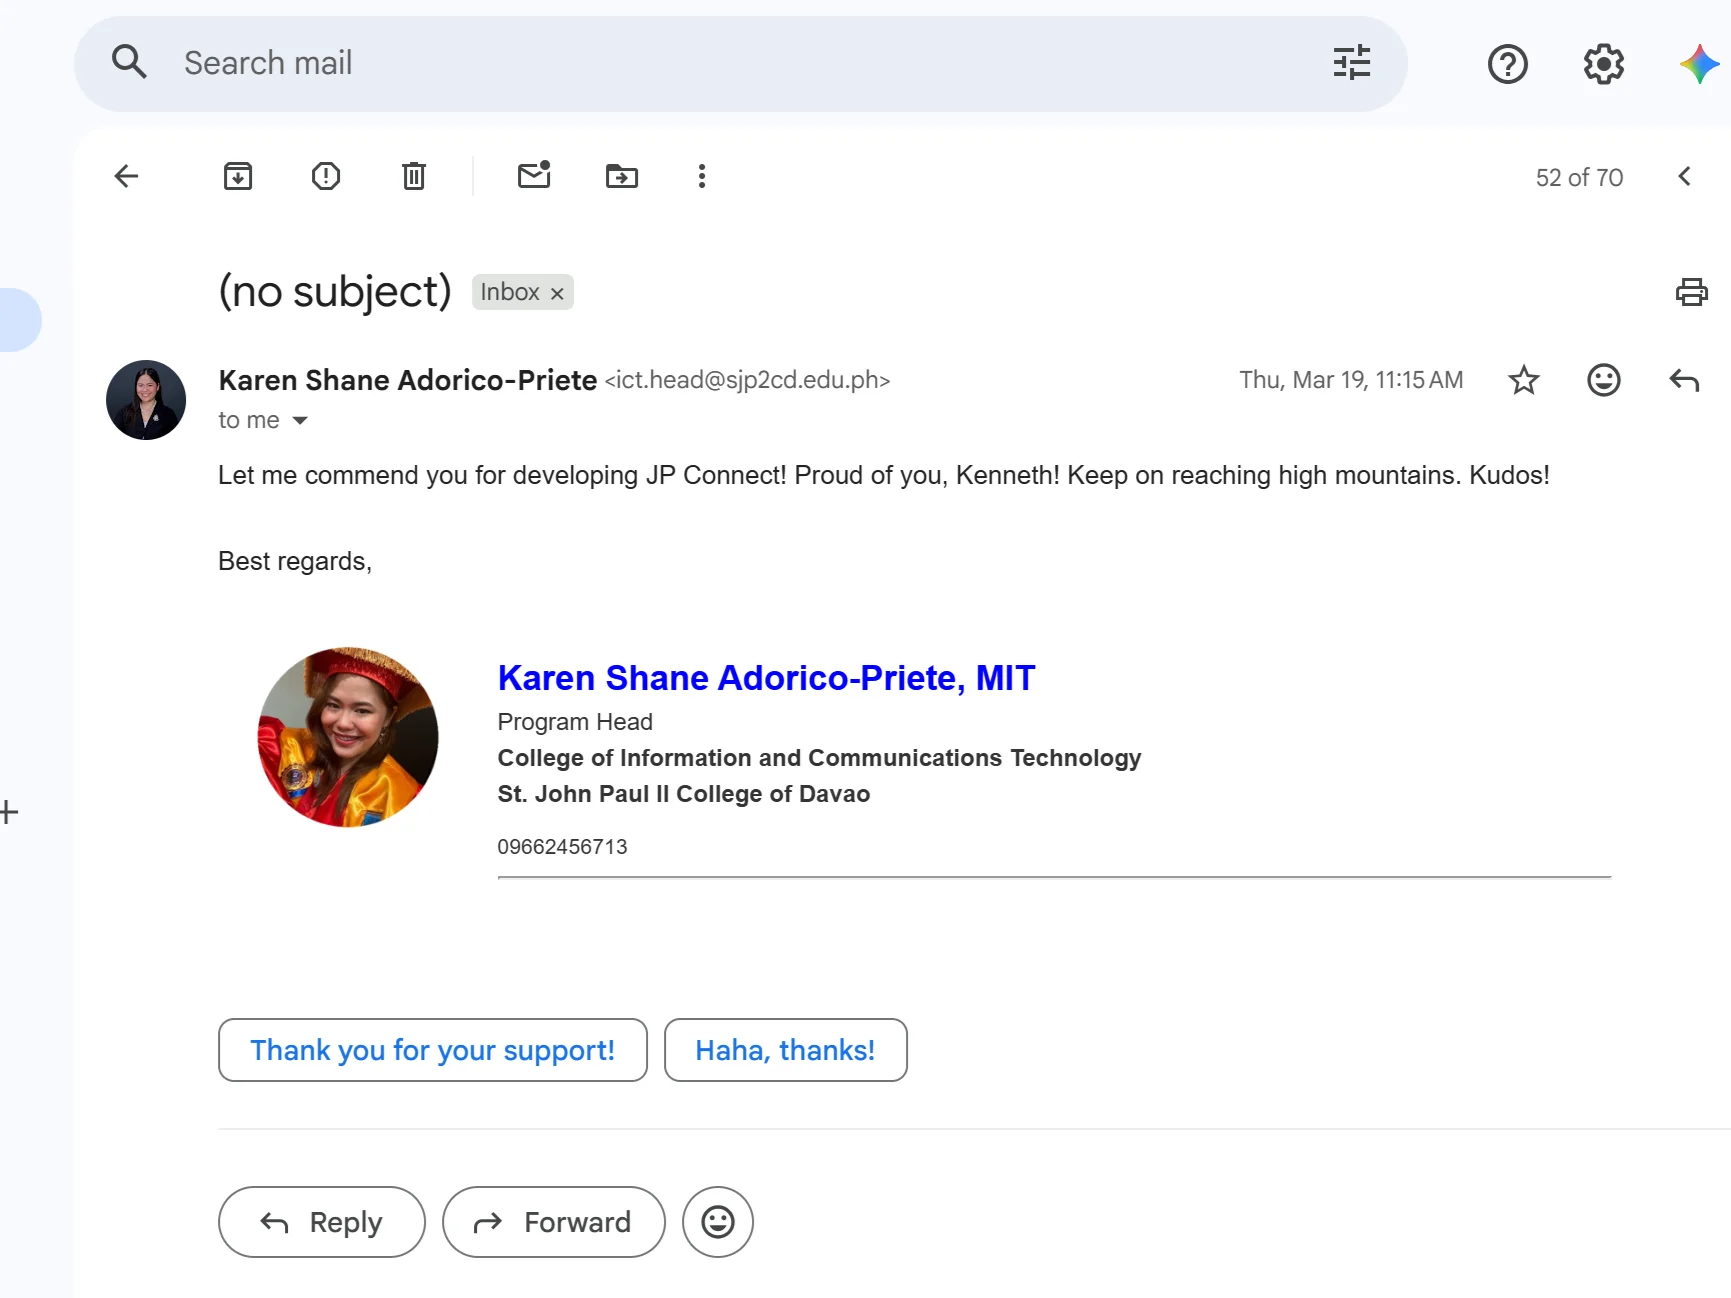 Search mail
52 of 70
(no subject) Inbox ×
Karen Shane Adorico-Priete <ict.head@sjp2cd.edu.ph> Thu, Mar 19, 11:15 AM
to me
Let me commend you for developing JP Connect! Proud of you, Kenneth! Keep on reaching high mountains. Kudos!
Best regards,
Karen Shane Adorico-Priete, MIT
Program Head
College of Information and Communications Technology
St. John Paul II College of Davao
09662456713
Thank you for your support! Haha, thanks!
Reply Forward